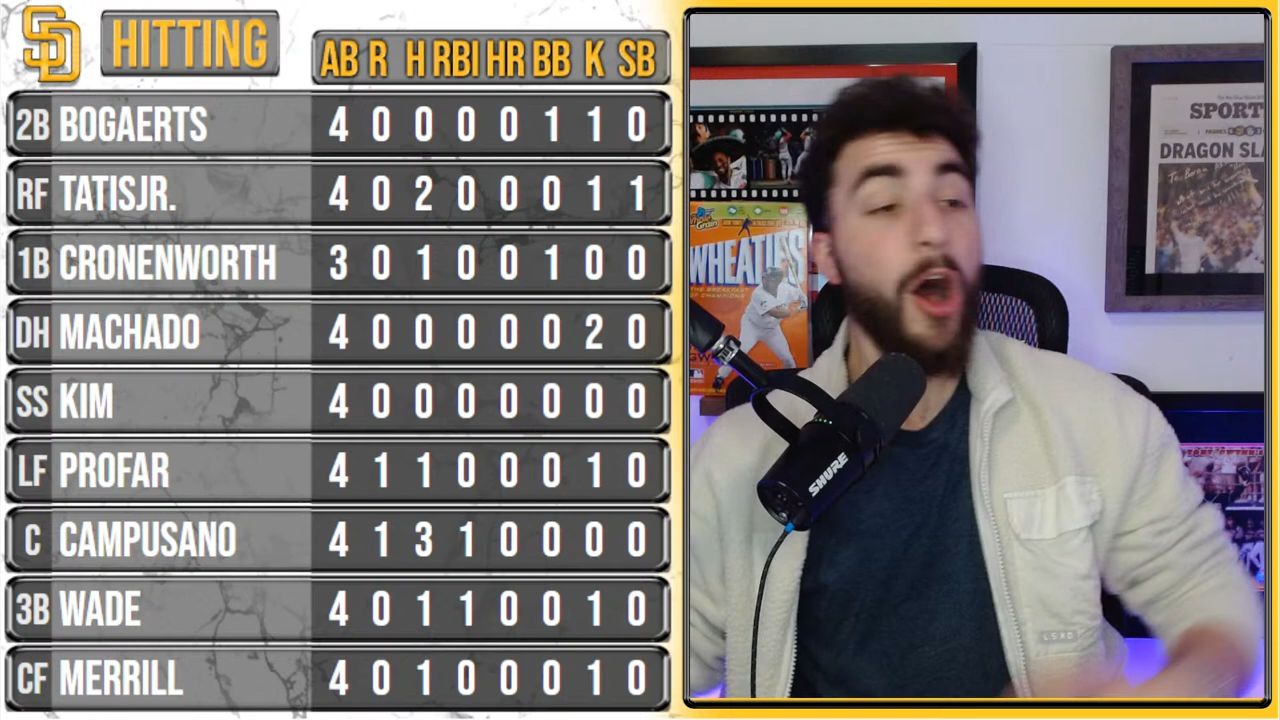 SD HITTING
AB R H RBI HR BB K SB
2B BOGAERTS 4 0 0 0 0 1 1 0
RF TATISJR. 4 0 2 0 0 0 1 1
1B CRONENWORTH 3 0 1 0 0 1 0 0
DH MACHADO 4 0 0 0 0 0 2 0
SS KIM 4 0 0 0 0 0 0 0
LF PROFAR 4 1 1 0 0 0 1 0
C CAMPUSANO 4 1 3 1 0 0 0 0
3B WADE 4 0 1 1 0 0 1 0
CF MERRILL 4 0 1 0 0 0 1 0
Whole
Grain
WHEATIES
SPORT
DRAGON SLA
SHURE